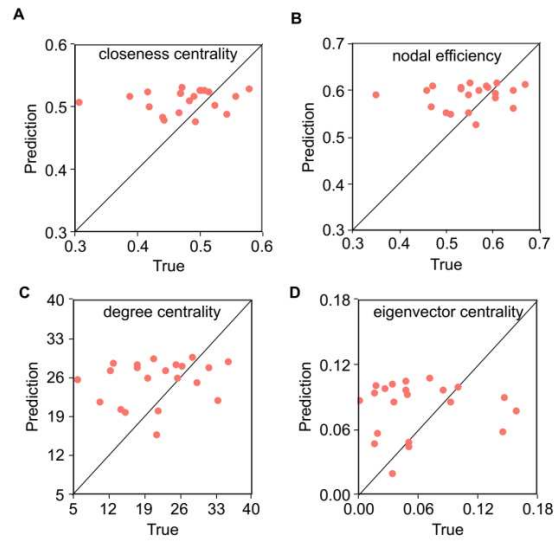 A
closeness centrality
0.6
0.5
0.4
0.3
0.3 0.4 0.5 0.6
Prediction
True
B
nodal efficiency
0.7
0.6
0.5
0.4
0.3
0.3 0.4 0.5 0.6 0.7
Prediction
True
C
degree centrality
40
33
26
19
12
5
5 11 19 26 33 40
Prediction
True
D
eigenvector centrality
0.18
0.12
0.06
0.00
0.00 0.06 0.12 0.18
Prediction
True